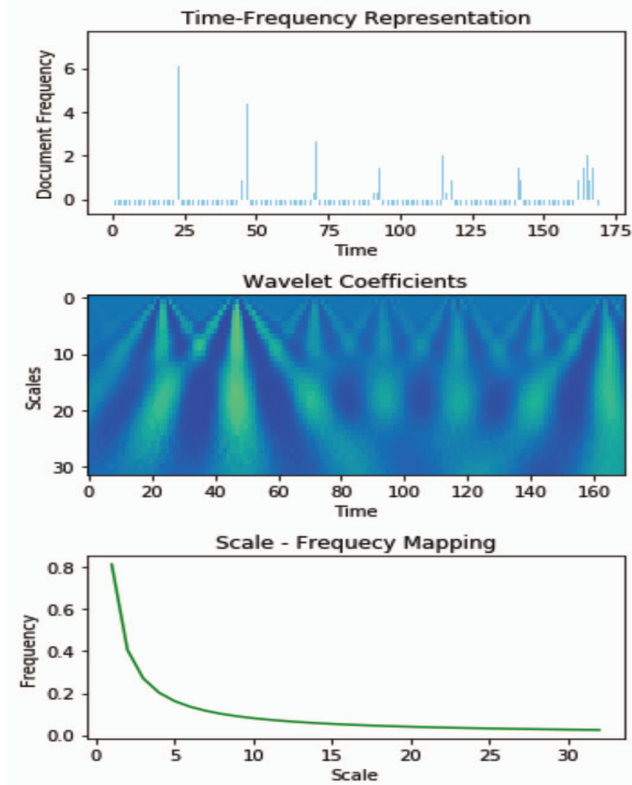 Time-Frequency Representation
Document Frequency
6
4
2
0
0 25 50 75 100 125 150 175
Time
Wavelet Coefficients
Scales
0
10
20
30
0 20 40 60 80 100 120 140 160
Time
Scale - Frequecy Mapping
Frequency
0.8
0.6
0.4
0.2
0.0
0 5 10 15 20 25 30
Scale